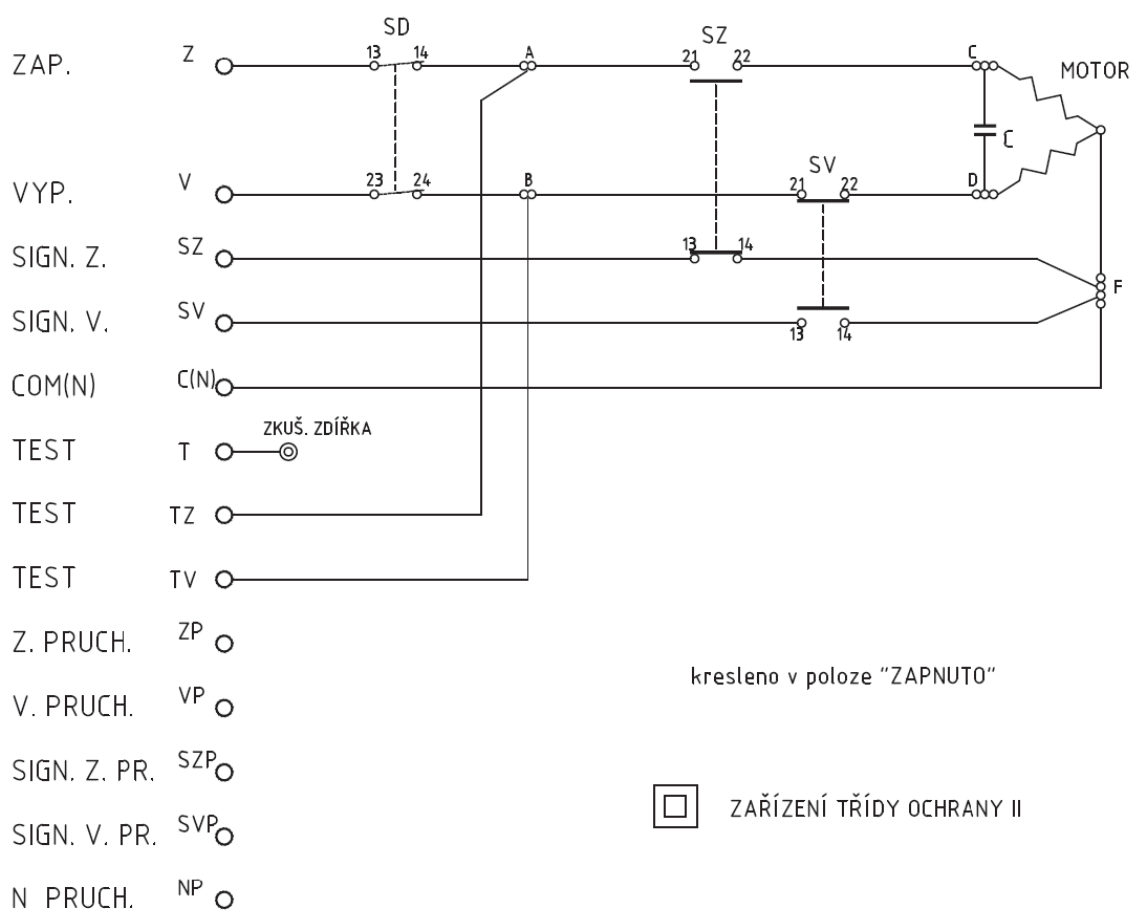 SD
SZ
ZAP. Z 13 14 A 21 22 C MOTOR
C
SV
VYP. V 23 24 B 21 22 D
SIGN. Z. SZ 13 14
F
SIGN. V. SV 13 14
COM(N) C(N)
ZKUŠ. ZDÍŘKA
TEST T
TEST TZ
TEST TV
Z. PRUCH. ZP
kresleno v poloze "ZAPNUTO"
V. PRUCH. VP
SIGN. Z. PR. SZP
ZAŘÍZENÍ TŘÍDY OCHRANY II
SIGN. V. PR. SVP
N PRUCH. NP